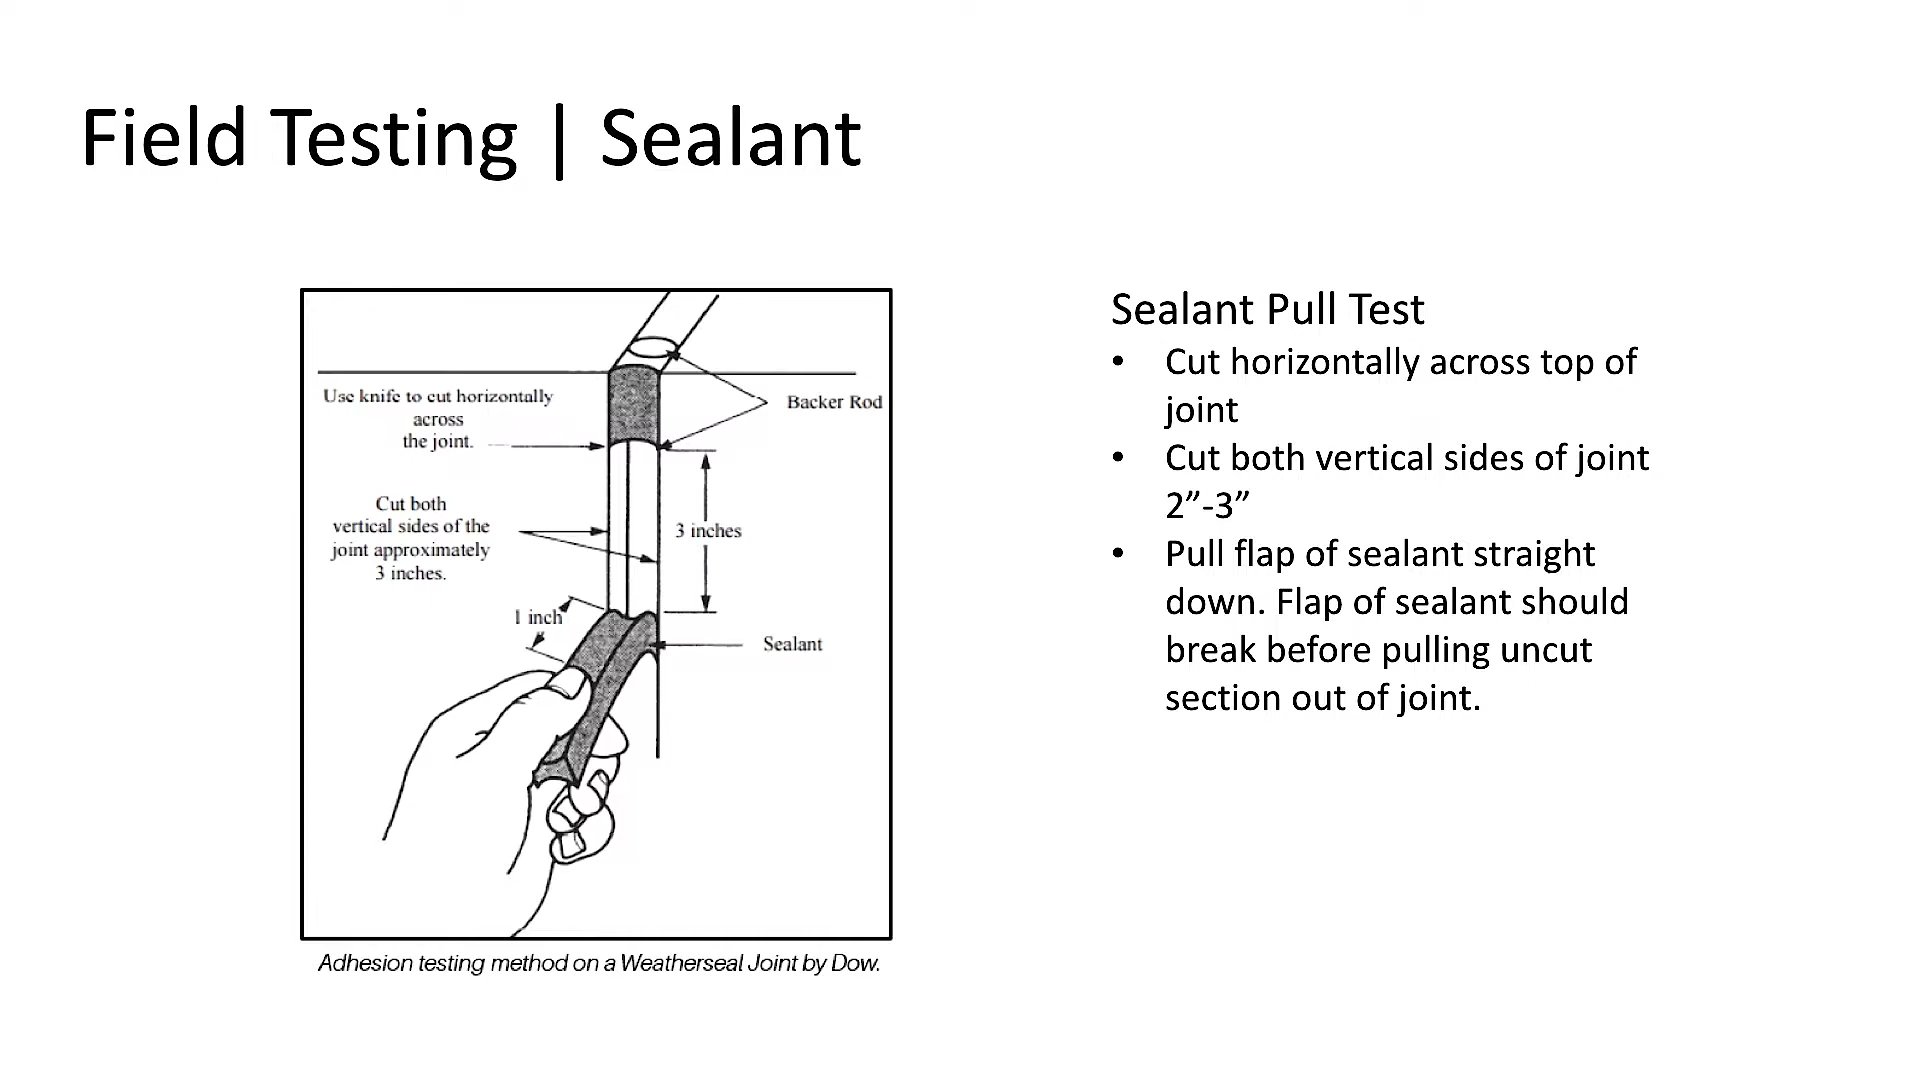 Field Testing | Sealant
Use knife to cut horizontally
across
the joint.
Backer Rod
Cut both
vertical sides of the
joint approximately
3 inches.
3 inches
1 inch
Sealant
Adhesion testing method on a Weatherseal Joint by Dow.
Sealant Pull Test
• Cut horizontally across top of
joint
• Cut both vertical sides of joint
2”-3”
• Pull flap of sealant straight
down. Flap of sealant should
break before pulling uncut
section out of joint.